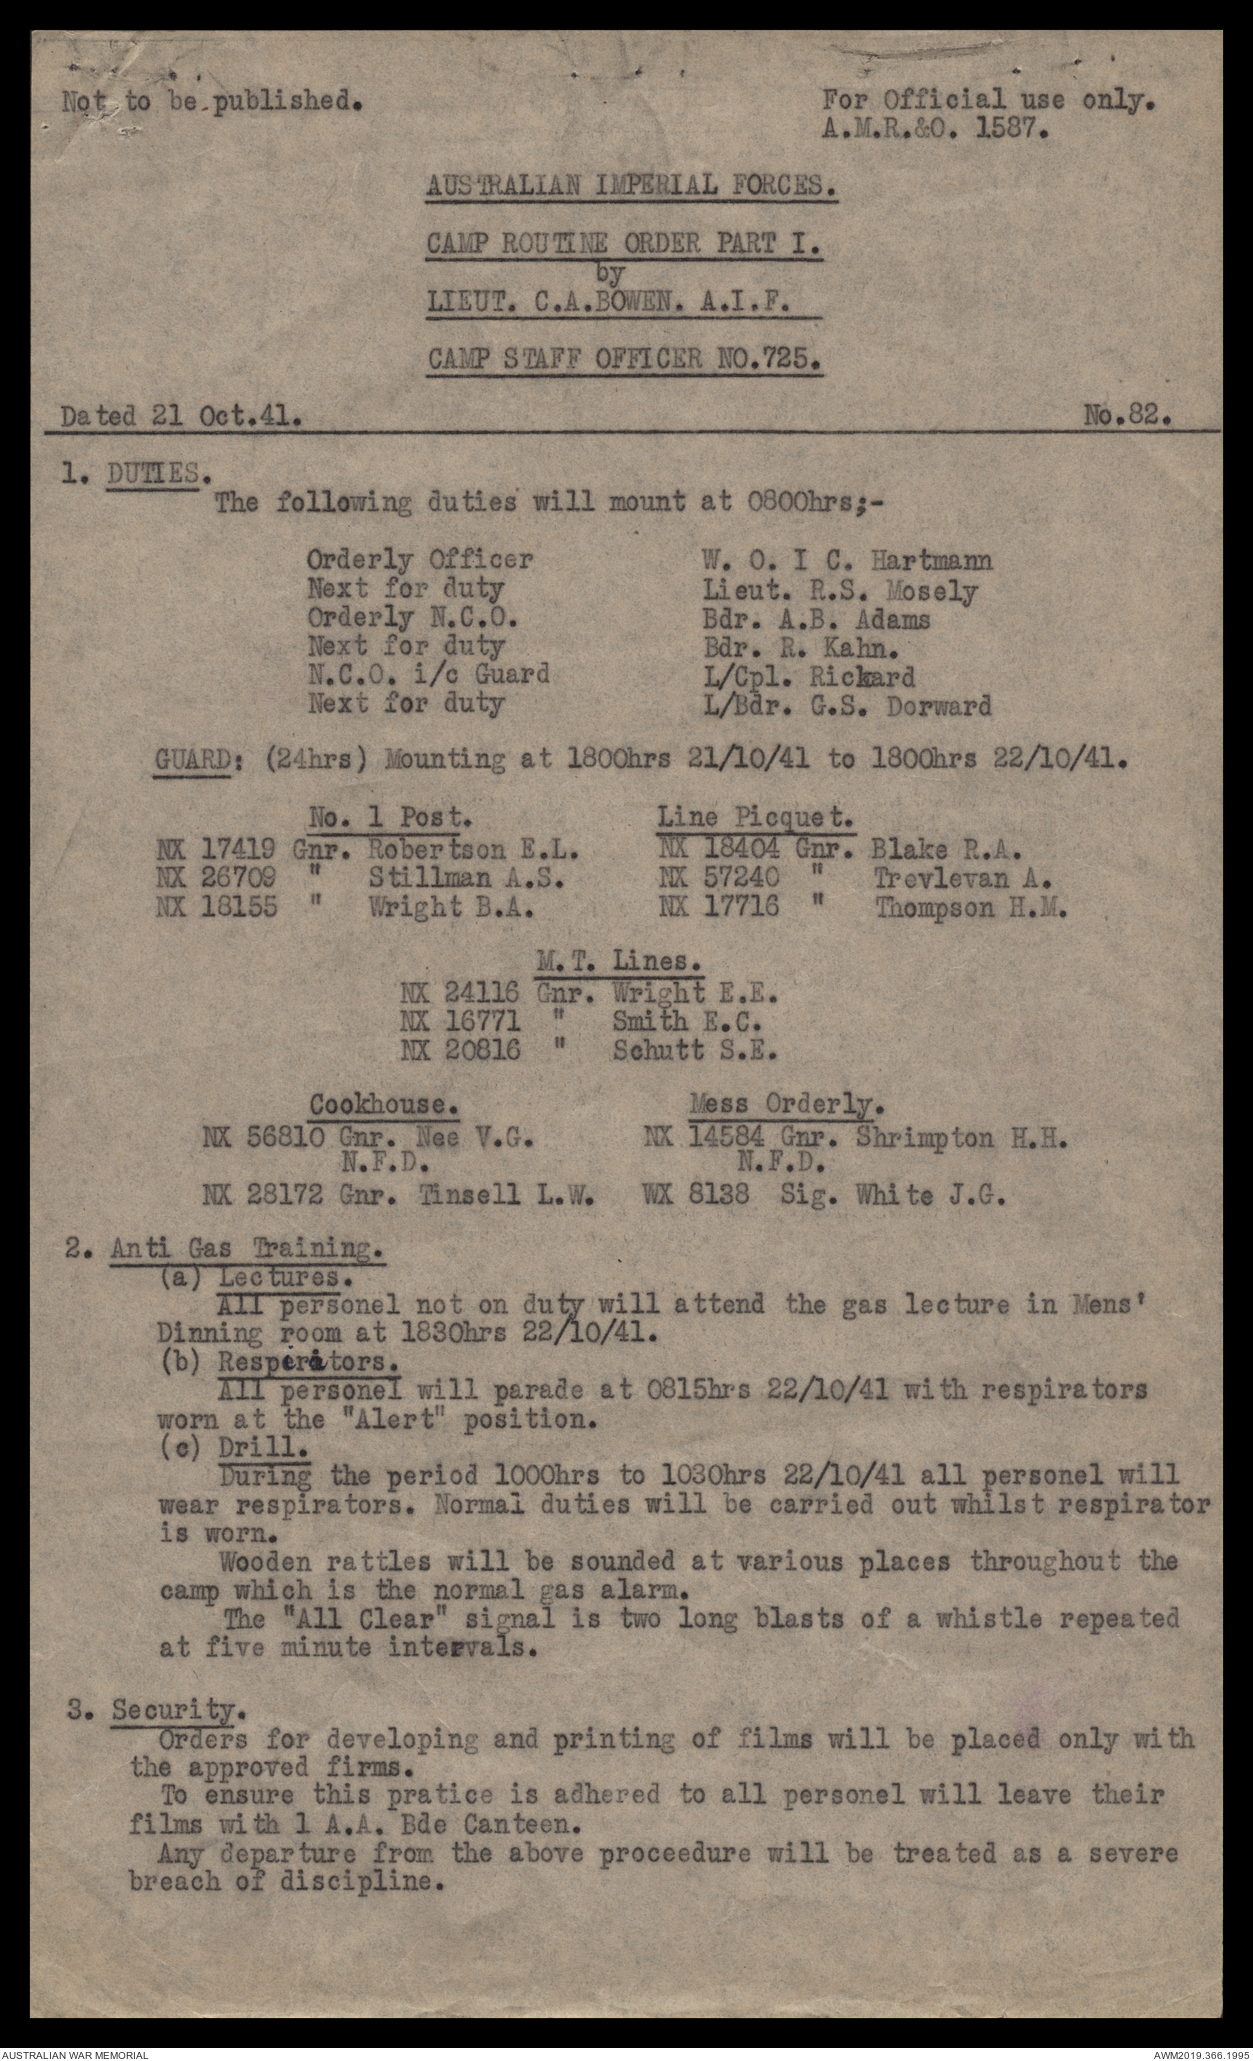 Not to be published. For Official use only.
A.M.R.&O. 1587.
AUSTRALIAN IMPERIAL FORCES.
CAMP ROUTINE ORDER PART I.
by
LIEUT. C.A.BOWEN. A.I.F.
CAMP STAFF OFFICER NO.725.
Dated 21 Oct.41. No.82.
1. DUTIES.
The following duties will mount at 0800hrs;-
Orderly Officer W. O. I C. Hartmann
Next for duty Lieut. R.S. Mosely
Orderly N.C.O. Bdr. A.B. Adams
Next for duty Bdr. R. Kahn.
N.C.O. i/c Guard L/Cpl. Rickard
Next for duty L/Bdr. G.S. Dorward
GUARD: (24hrs) Mounting at 1800hrs 21/10/41 to 1800hrs 22/10/41.
No. 1 Post. Line Picquet.
NX 17419 Gnr. Robertson E.L. NX 18404 Gnr. Blake R.A.
NX 26709 " Stillman A.S. NX 57240 " Trevlevan A.
NX 18155 " Wright B.A. NX 17716 " Thompson H.M.
M.T. Lines.
NX 24116 Gnr. Wright E.E.
NX 16771 " Smith E.C.
NX 20816 " Schutt S.E.
Cookhouse. Mess Orderly.
NX 56810 Gnr. Nee V.G. NX 14584 Gnr. Shrimpton H.H.
N.F.D. N.F.D.
NX 28172 Gnr. Tinsell L.W. WX 8138 Sig. White J.G.
2. Anti Gas Training.
(a) Lectures.
All personel not on duty will attend the gas lecture in Mens'
Dinning room at 1830hrs 22/10/41.
(b) Respirators.
All personel will parade at 0815hrs 22/10/41 with respirators
worn at the "Alert" position.
(c) Drill.
During the period 1000hrs to 1030hrs 22/10/41 all personel will
wear respirators. Normal duties will be carried out whilst respirator
is worn.
Wooden rattles will be sounded at various places throughout the
camp which is the normal gas alarm.
The "All Clear" signal is two long blasts of a whistle repeated
at five minute intervals.
3. Security.
Orders for developing and printing of films will be placed only with
the approved firms.
To ensure this pratice is adhered to all personel will leave their
films with 1 A.A. Bde Canteen.
Any departure from the above proceedure will be treated as a severe
breach of discipline.
AUSTRALIAN WAR MEMORIAL AWM2019.366.1995